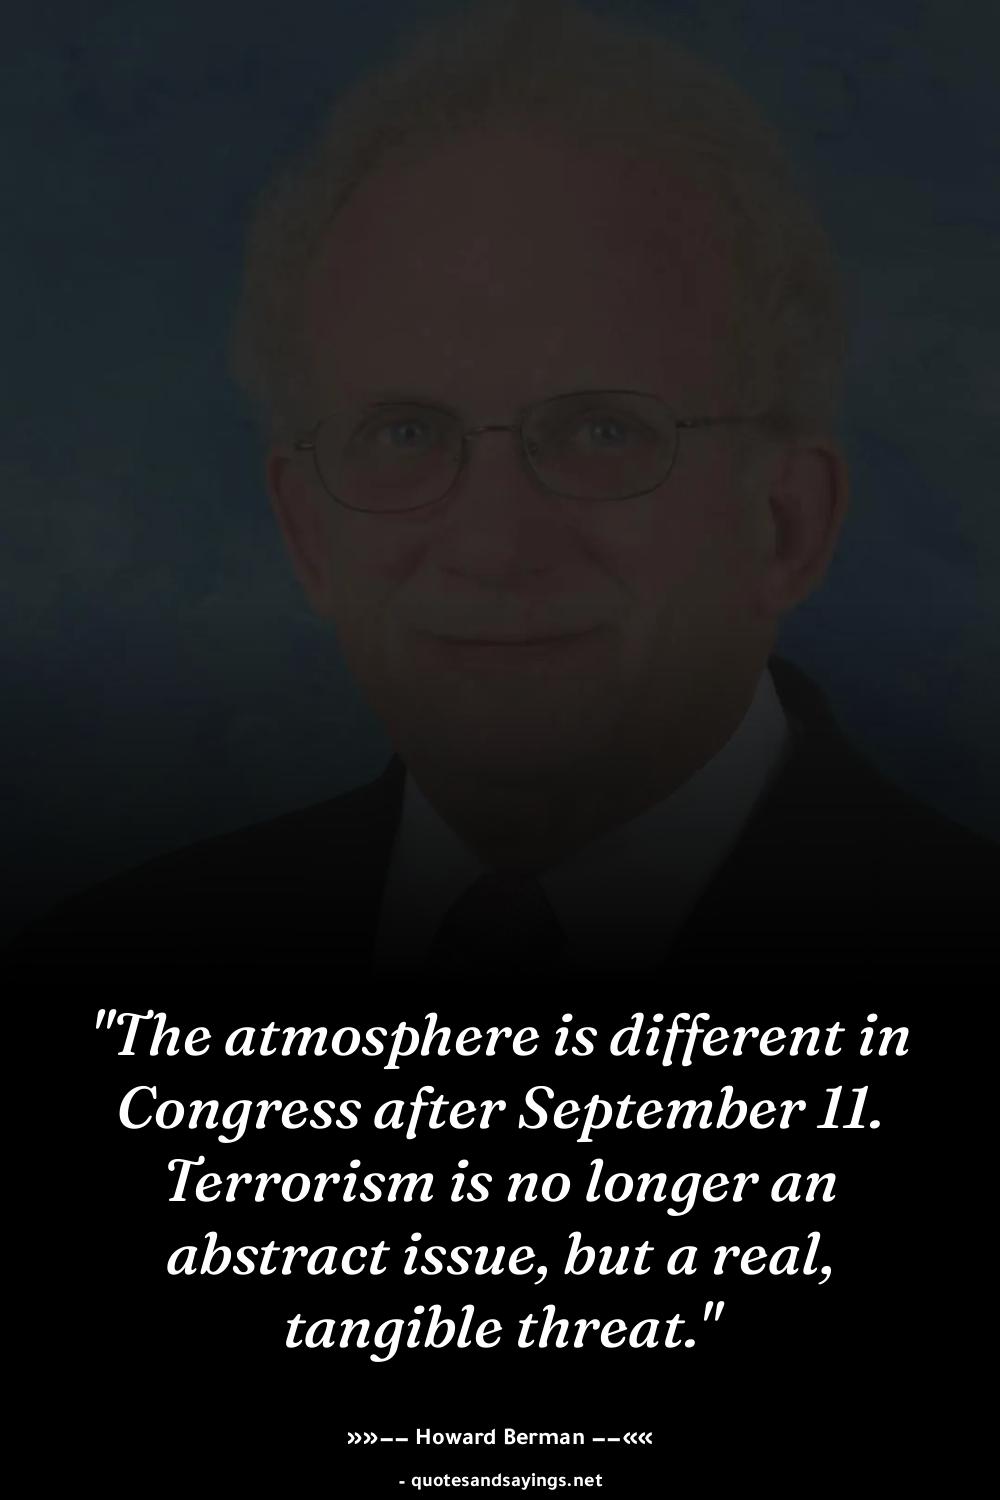 "The atmosphere is different in
Congress after September 11.
Terrorism is no longer an
abstract issue, but a real,
tangible threat."
»»–– Howard Berman ––««
- quotesandsayings.net